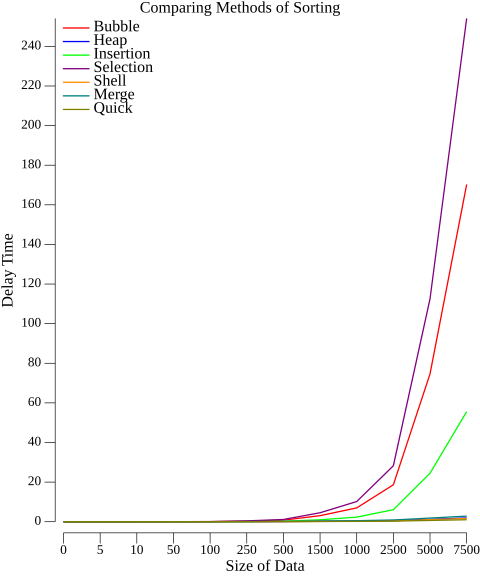 Comparing Methods of Sorting
Bubble
Heap
Insertion
Selection
Shell
Merge
Quick
240
220
200
180
160
140
120
100
80
60
40
20
0
Delay Time
0 5 10 50 100 250 500 1500 1000 2500 5000 7500
Size of Data